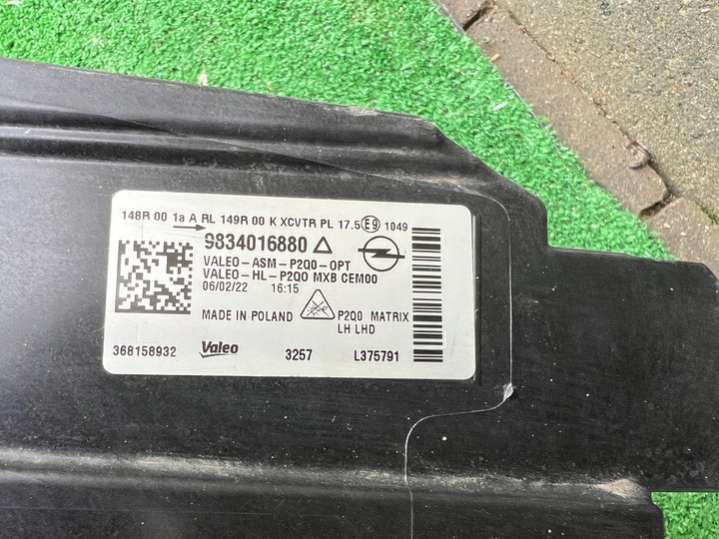 148R 00 1a A RL 149R 00 K XCVTR PL 17.5 E9 1049
9834016880
VALEO-ASM-P2Q0-OPT
VALEO-HL-P2Q0 MXB CEM00
06/02/22 16:15
MADE IN POLAND P2Q0 MATRIX
LH LHD
368158932 Valeo 3257 L375791